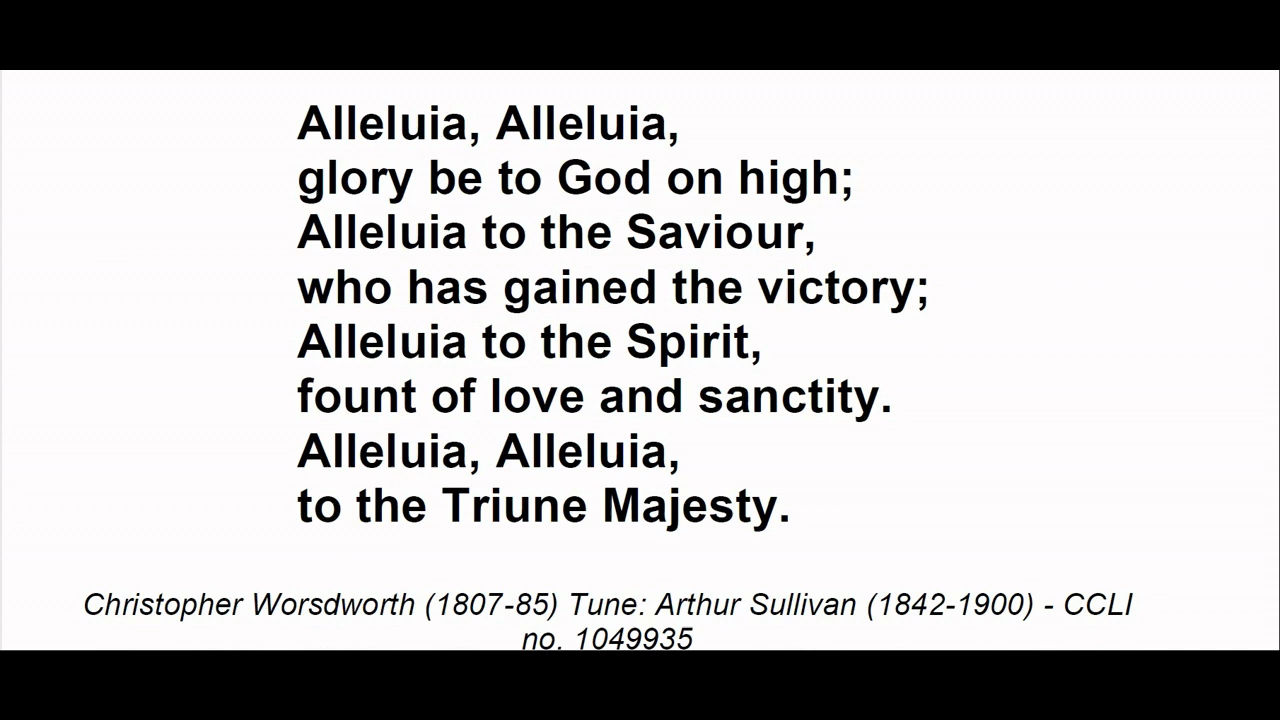 Alleluia, Alleluia,
glory be to God on high;
Alleluia to the Saviour,
who has gained the victory;
Alleluia to the Spirit,
fount of love and sanctity.
Alleluia, Alleluia,
to the Triune Majesty.
Christopher Worsdworth (1807-85) Tune: Arthur Sullivan (1842-1900) - CCLI
no. 1049935